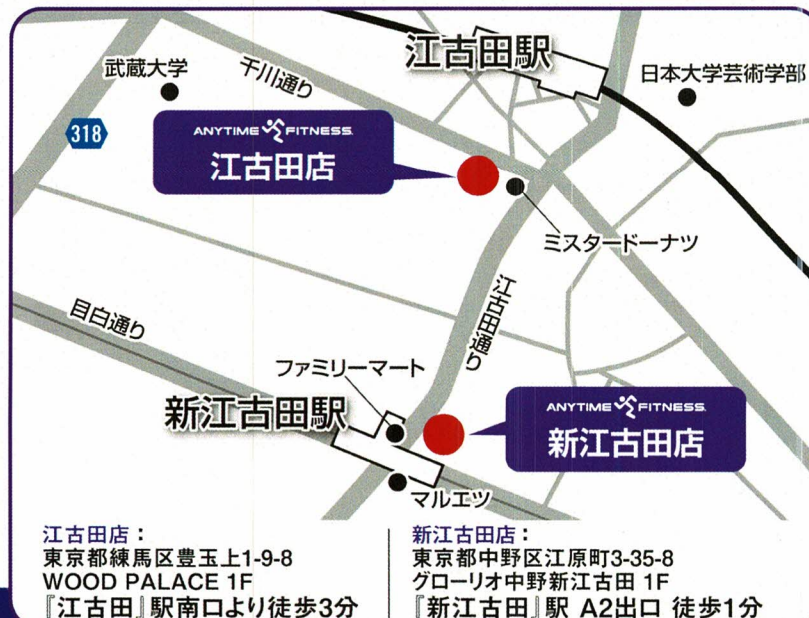 江古田駅
武蔵大学
千川通り
日本大学芸術学部
318
ANYTIME FITNESS
江古田店
ミスタードーナツ
江古田通り
目白通り
ファミリーマート
新江古田駅
ANYTIME FITNESS
新江古田店
マルエツ
江古田店：
東京都練馬区豊玉上1-9-8
WOOD PALACE 1F
『江古田』駅南口より徒歩3分
新江古田店：
東京都中野区江原町3-35-8
グローリオ中野新江古田 1F
『新江古田』駅 A2出口 徒歩1分